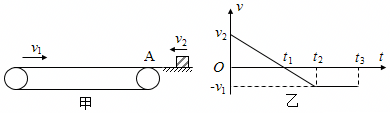 v₁ A v₂
甲
v
v₂
O t₁ t₂ t₃ t
-v₁
乙